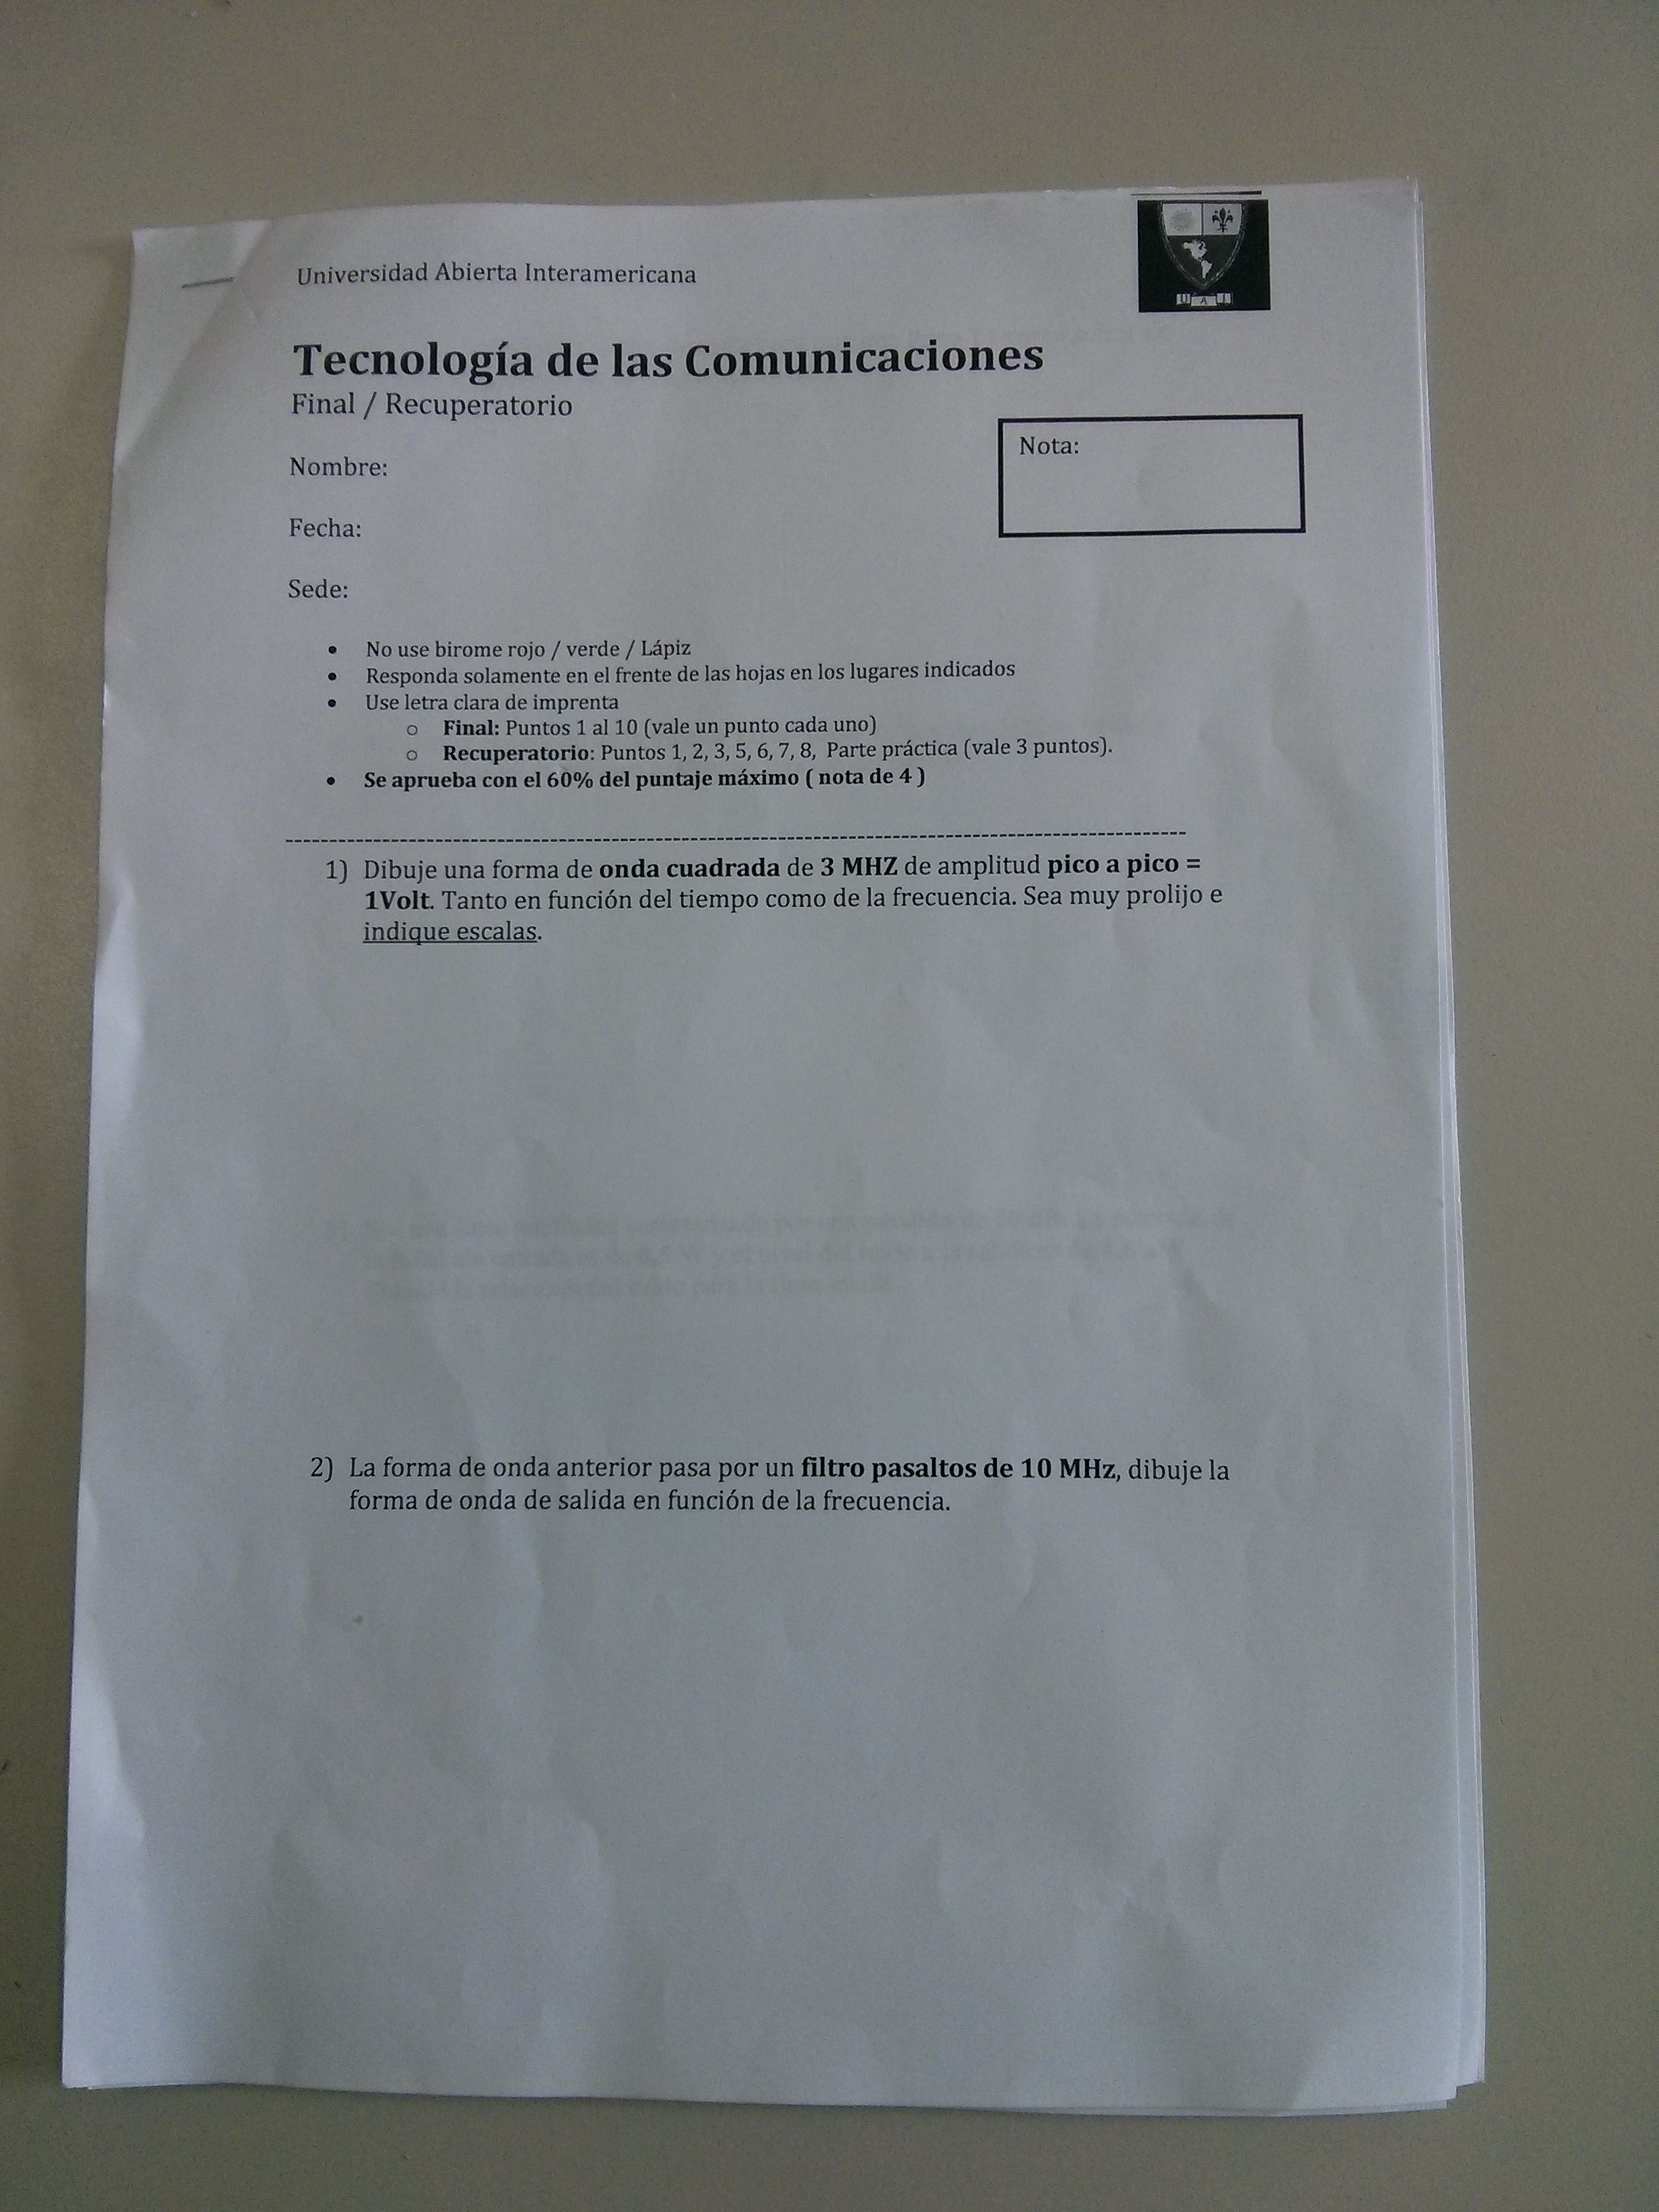 Universidad Abierta Interamericana
U A I
Tecnología de las Comunicaciones
Final / Recuperatorio
Nota:
Nombre:
Fecha:
Sede:
• No use birome rojo / verde / Lápiz
• Responda solamente en el frente de las hojas en los lugares indicados
• Use letra clara de imprenta
o Final: Puntos 1 al 10 (vale un punto cada uno)
o Recuperatorio: Puntos 1, 2, 3, 5, 6, 7, 8, Parte práctica (vale 3 puntos).
• Se aprueba con el 60% del puntaje máximo ( nota de 4 )
1) Dibuje una forma de onda cuadrada de 3 MHZ de amplitud pico a pico =
1Volt. Tanto en función del tiempo como de la frecuencia. Sea muy prolijo e
indique escalas.
2) La forma de onda anterior pasa por un filtro pasaltos de 10 MHz, dibuje la
forma de onda de salida en función de la frecuencia.